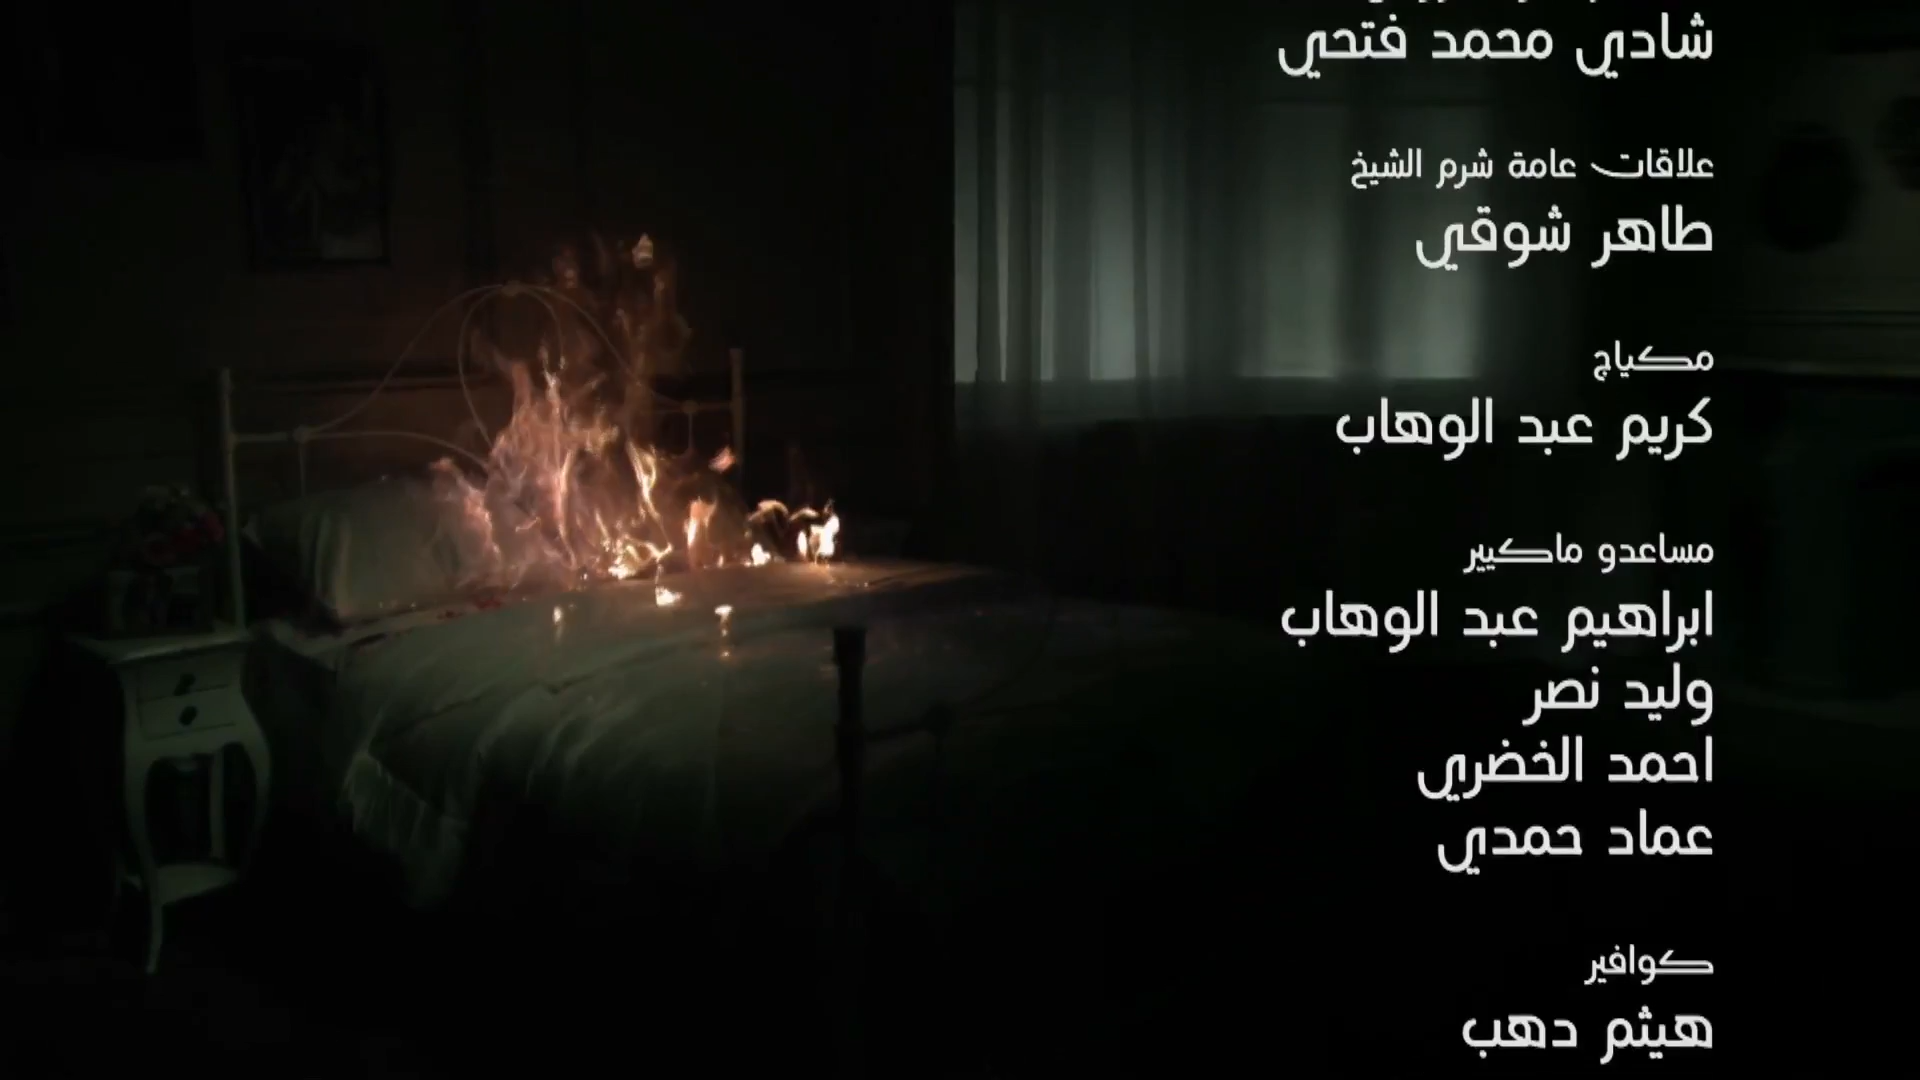 شادي محمد فتحي
علاقات عامة شرم الشيخ
طاهر شوقي
مكياج
كريم عبد الوهاب
مساعدو ماكيير
ابراهيم عبد الوهاب
وليد نصر
احمد الخضري
عماد حمدي
كوافير
هيثم دهب